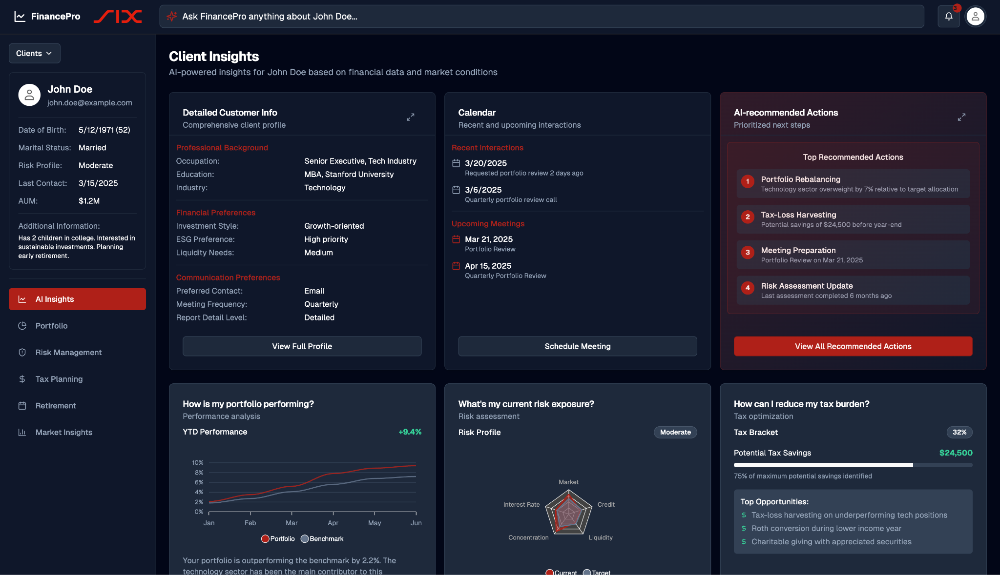 FinancePro
SIX
Ask FinancePro anything about John Doe...
3
Clients
John Doe
john.doe@example.com
Date of Birth: 5/12/1971 (52)
Marital Status: Married
Risk Profile: Moderate
Last Contact: 3/15/2025
AUM: $1.2M
Additional Information:
Has 2 children in college. Interested in
sustainable investments. Planning
early retirement.
AI Insights
Portfolio
Risk Management
Tax Planning
Retirement
Market Insights
Client Insights
AI-powered insights for John Doe based on financial data and market conditions
Detailed Customer Info
Comprehensive client profile
Professional Background
Occupation: Senior Executive, Tech Industry
Education: MBA, Stanford University
Industry: Technology
Financial Preferences
Investment Style: Growth-oriented
ESG Preference: High priority
Liquidity Needs: Medium
Communication Preferences
Preferred Contact: Email
Meeting Frequency: Quarterly
Report Detail Level: Detailed
View Full Profile
Calendar
Recent and upcoming interactions
Recent Interactions
3/20/2025
Requested portfolio review 2 days ago
3/6/2025
Quarterly portfolio review call
Upcoming Meetings
Mar 21, 2025
Portfolio Review
Apr 15, 2025
Quarterly Portfolio Review
Schedule Meeting
AI-recommended Actions
Prioritized next steps
Top Recommended Actions
1 Portfolio Rebalancing
Technology sector overweight by 7% relative to target allocation
2 Tax-Loss Harvesting
Potential savings of $24,500 before year-end
3 Meeting Preparation
Portfolio Review on Mar 21, 2025
4 Risk Assessment Update
Last assessment completed 6 months ago
View All Recommended Actions
How is my portfolio performing?
Performance analysis
YTD Performance +9.4%
10%
8%
6%
4%
2%
0%
Jan Feb Mar Apr May Jun
Portfolio Benchmark
Your portfolio is outperforming the benchmark by 2.2%. The
technology sector has been the main contributor to this
What's my current risk exposure?
Risk assessment
Risk Profile Moderate
Market
Interest Rate Credit
Concentration Liquidity
Current Target
How can I reduce my tax burden?
Tax optimization
Tax Bracket 32%
Potential Tax Savings $24,500
75% of maximum potential savings identified
Top Opportunities:
$ Tax-loss harvesting on underperforming tech positions
$ Roth conversion during lower income year
$ Charitable giving with appreciated securities